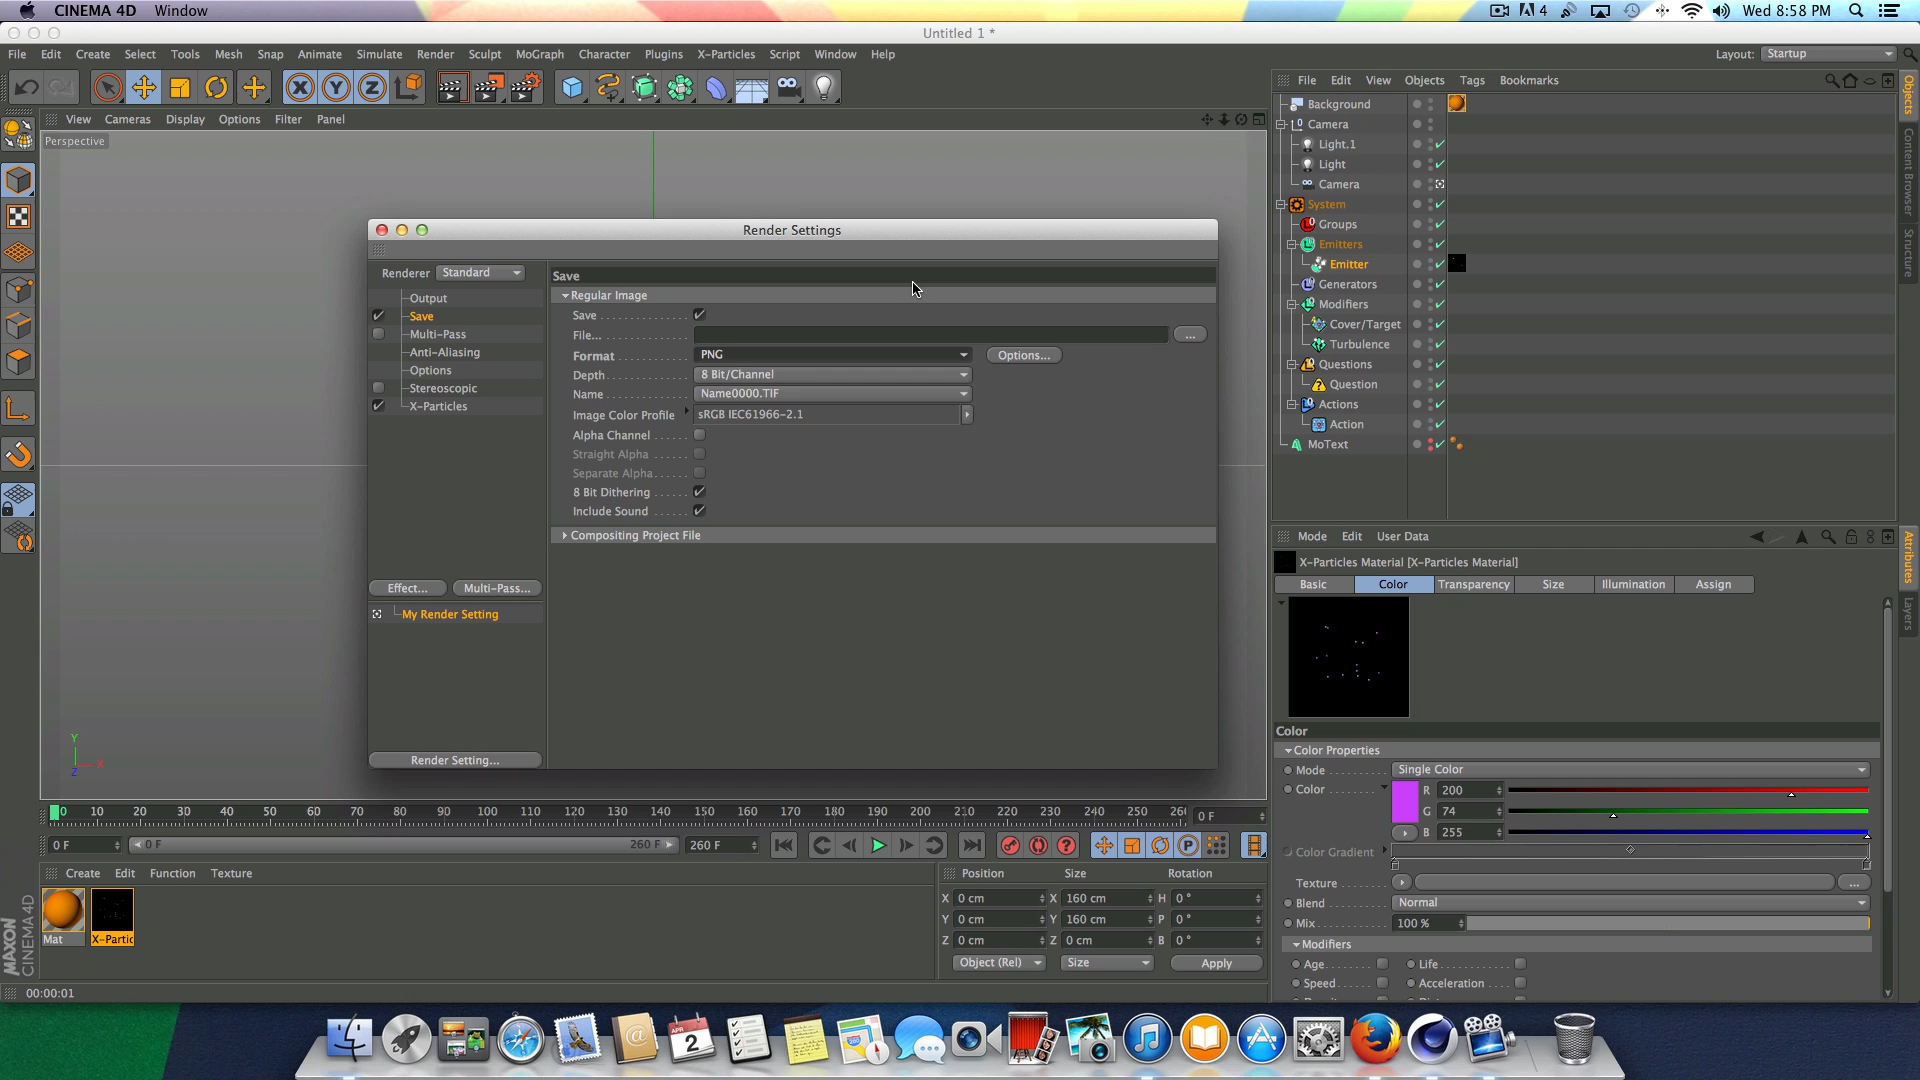 CINEMA 4D Window
4 Wed 8:58 PM
Untitled 1 *
File Edit Create Select Tools Mesh Snap Animate Simulate Render Sculpt MoGraph Character Plugins X-Particles Script Window Help
Layout: Startup
View Cameras Display Options Filter Panel
Perspective
File Edit View Objects Tags Bookmarks
Background
Camera
Light.1
Light
Camera
System
Groups
Emitters
Emitter
Generators
Modifiers
Cover/Target
Turbulence
Questions
Question
Actions
Action
MoText
Objects
Content Browser
Structure
Render Settings
Renderer Standard
Output
Save
Multi-Pass
Anti-Aliasing
Options
Stereoscopic
X-Particles
Effect... Multi-Pass...
My Render Setting
Render Setting...
Save
Regular Image
Save
File... ...
Format PNG Options...
Depth 8 Bit/Channel
Name Name0000.TIF
Image Color Profile sRGB IEC61966-2.1
Alpha Channel
Straight Alpha
Separate Alpha
8 Bit Dithering
Include Sound
Compositing Project File
Y
X
Z
Mode Edit User Data
X-Particles Material [X-Particles Material]
Basic Color Transparency Size Illumination Assign
Attributes
Layers
Color
Color Properties
Mode Single Color
Color R 200
G 74
B 255
Color Gradient
Texture ...
Blend Normal
Mix 100 %
Modifiers
Age Life
Speed Acceleration
0 10 20 30 40 50 60 70 80 90 100 110 120 130 140 150 160 170 180 190 200 210 220 230 240 250 0 F
0 F 0 F 260 F 260 F
Create Edit Function Texture
Mat X-Partic
MAXON
CINEMA 4D
Position Size Rotation
X 0 cm X 160 cm H 0 °
Y 0 cm Y 160 cm P 0 °
Z 0 cm Z 0 cm B 0 °
Object (Rel) Size Apply
00:00:01
APR
2